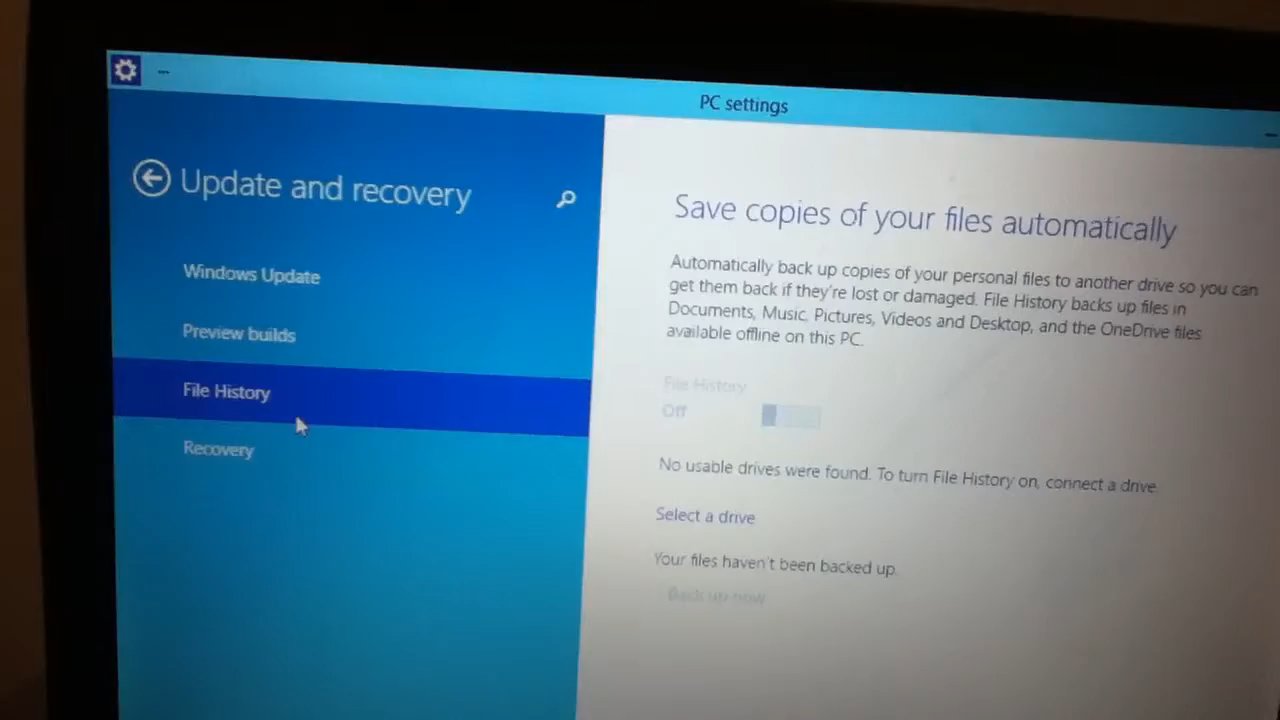 PC settings
Update and recovery
Windows Update
Preview builds
File History
Recovery
Save copies of your files automatically
Automatically back up copies of your personal files to another drive so you can
get them back if they're lost or damaged. File History backs up files in
Documents, Music, Pictures, Videos and Desktop, and the OneDrive files
available offline on this PC.
File History
Off
No usable drives were found. To turn File History on, connect a drive.
Select a drive
Your files haven't been backed up.
Back up now